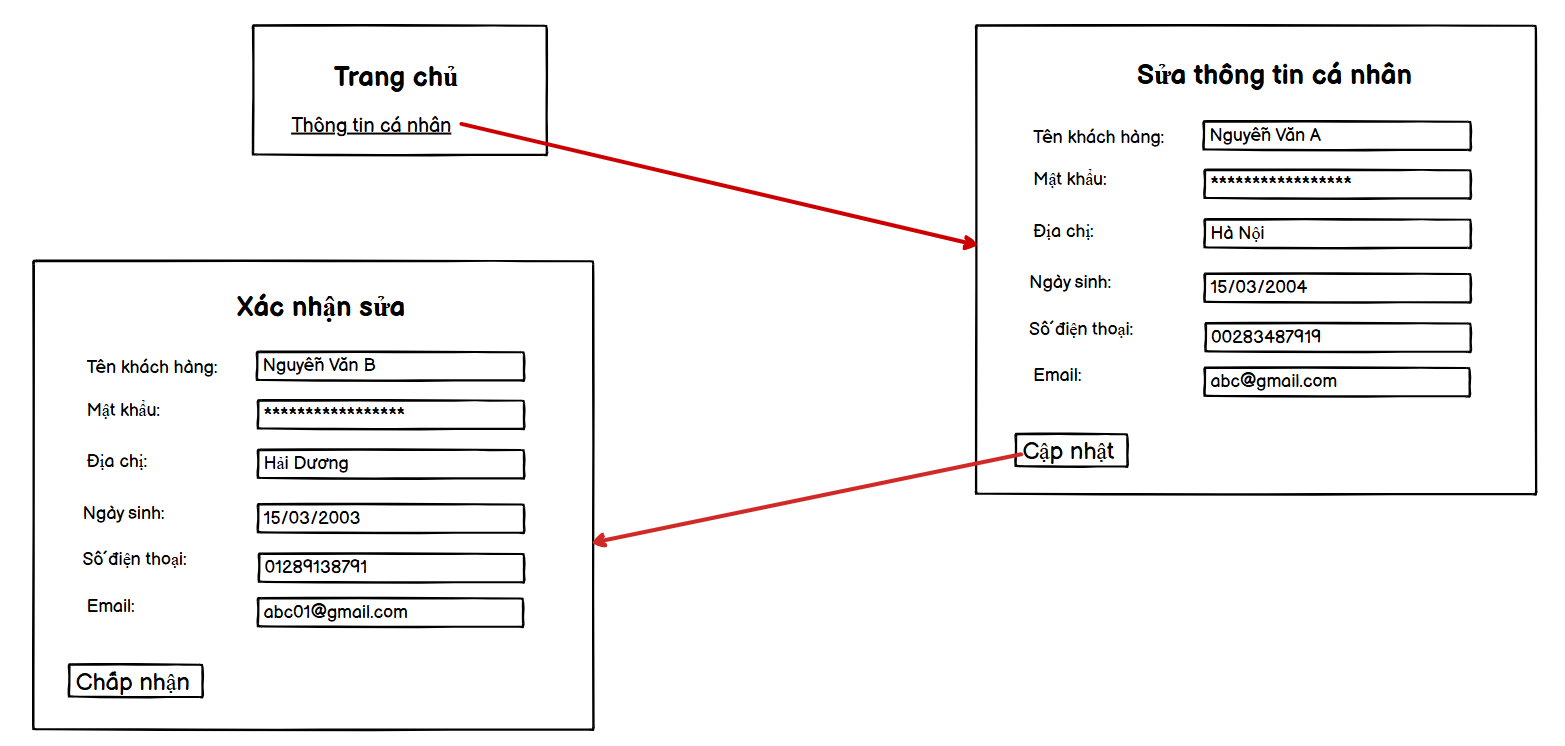 Trang chủ
Thông tin cá nhân
Sửa thông tin cá nhân
Tên khách hàng: Nguyễn Văn A
Mật khẩu: *****************
Địa chị: Hà Nội
Ngày sinh: 15/03/2004
Số điện thoại: 00283487919
Email: abc@gmail.com
Cập nhật
Xác nhận sửa
Tên khách hàng: Nguyễn Văn B
Mật khẩu: *****************
Địa chị: Hải Dương
Ngày sinh: 15/03/2003
Số điện thoại: 01289138791
Email: abc01@gmail.com
Chấp nhận